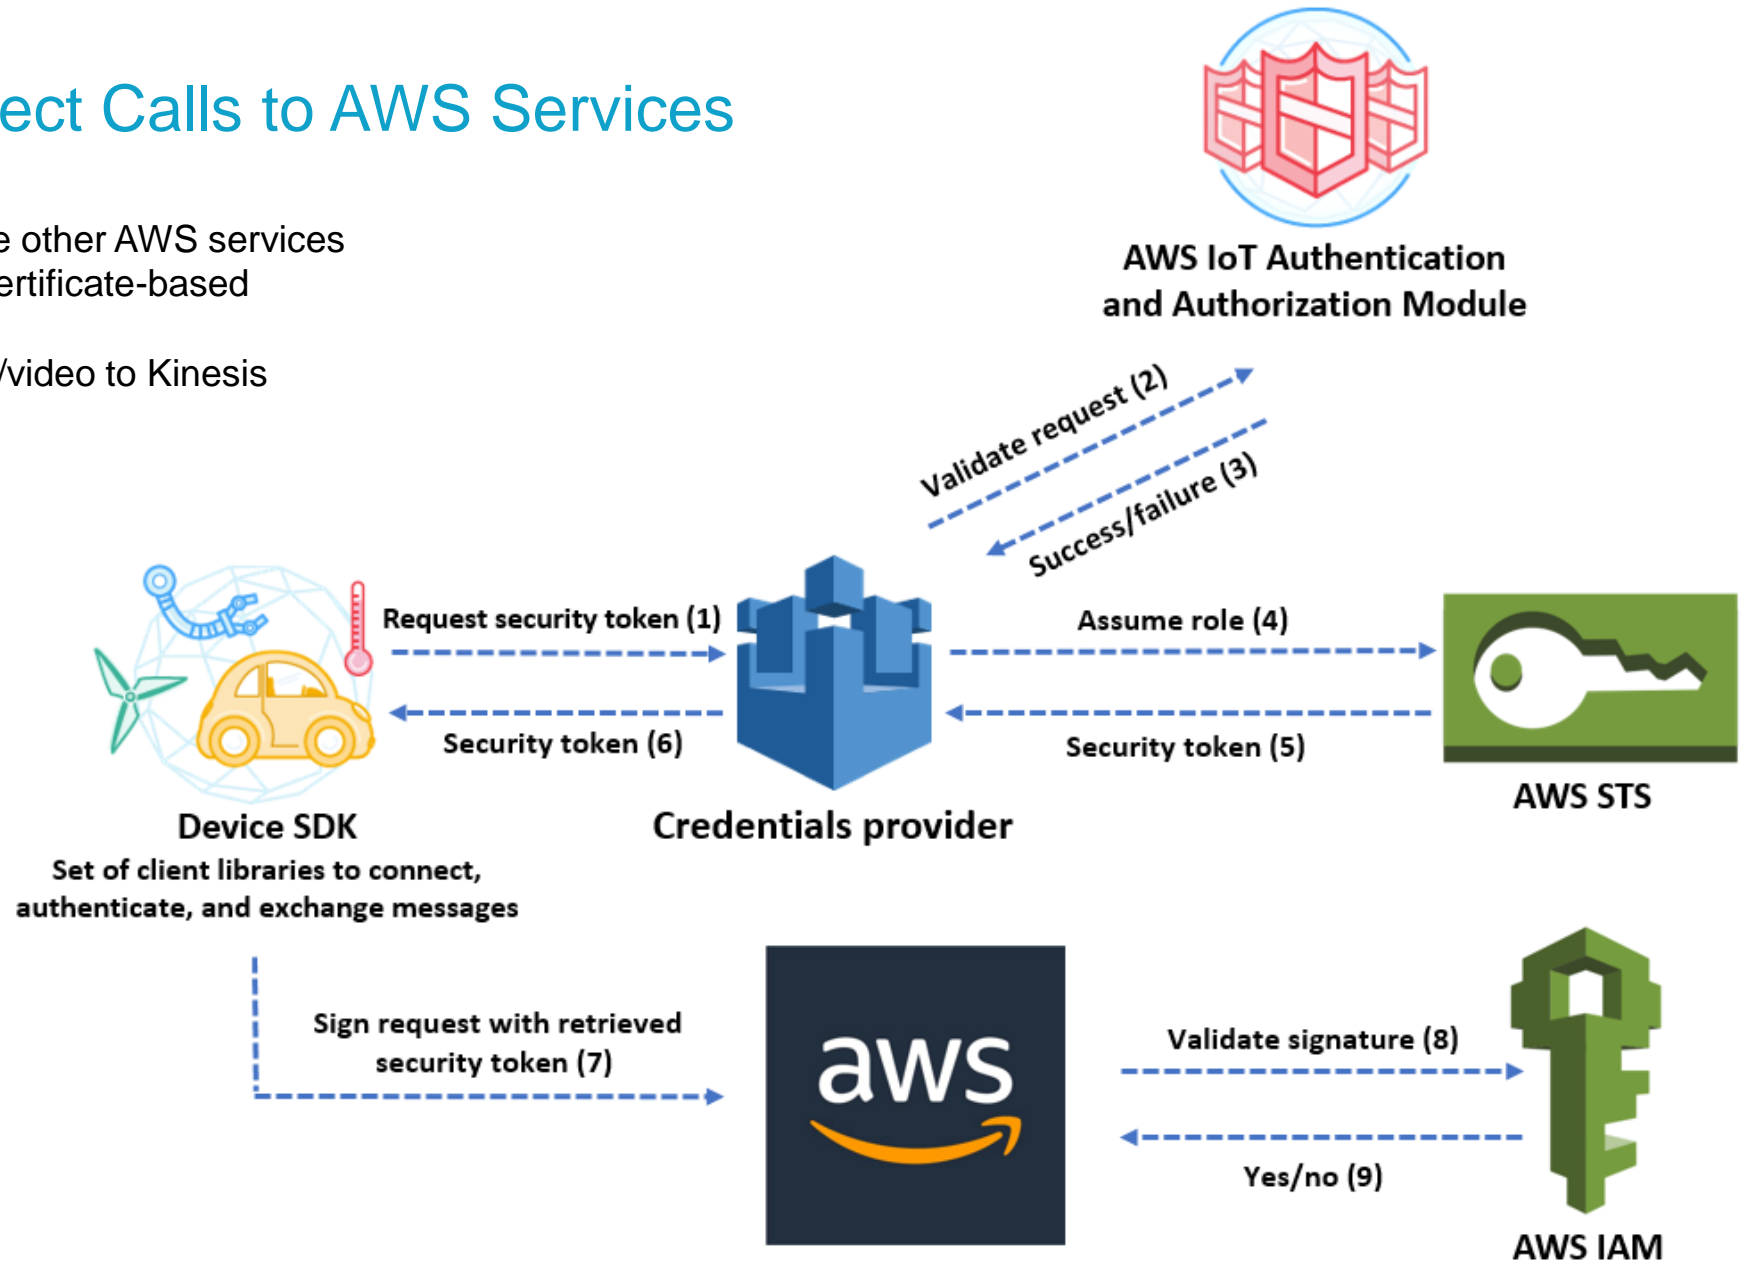 ect Calls to AWS Services
e other AWS services
ertificate-based
/video to Kinesis
AWS IoT Authentication
and Authorization Module
Validate request (2)
Success/failure (3)
Request security token (1)
Assume role (4)
Security token (6)
Security token (5)
AWS STS
Device SDK
Credentials provider
Set of client libraries to connect,
authenticate, and exchange messages
Sign request with retrieved
security token (7)
aws
Validate signature (8)
Yes/no (9)
AWS IAM